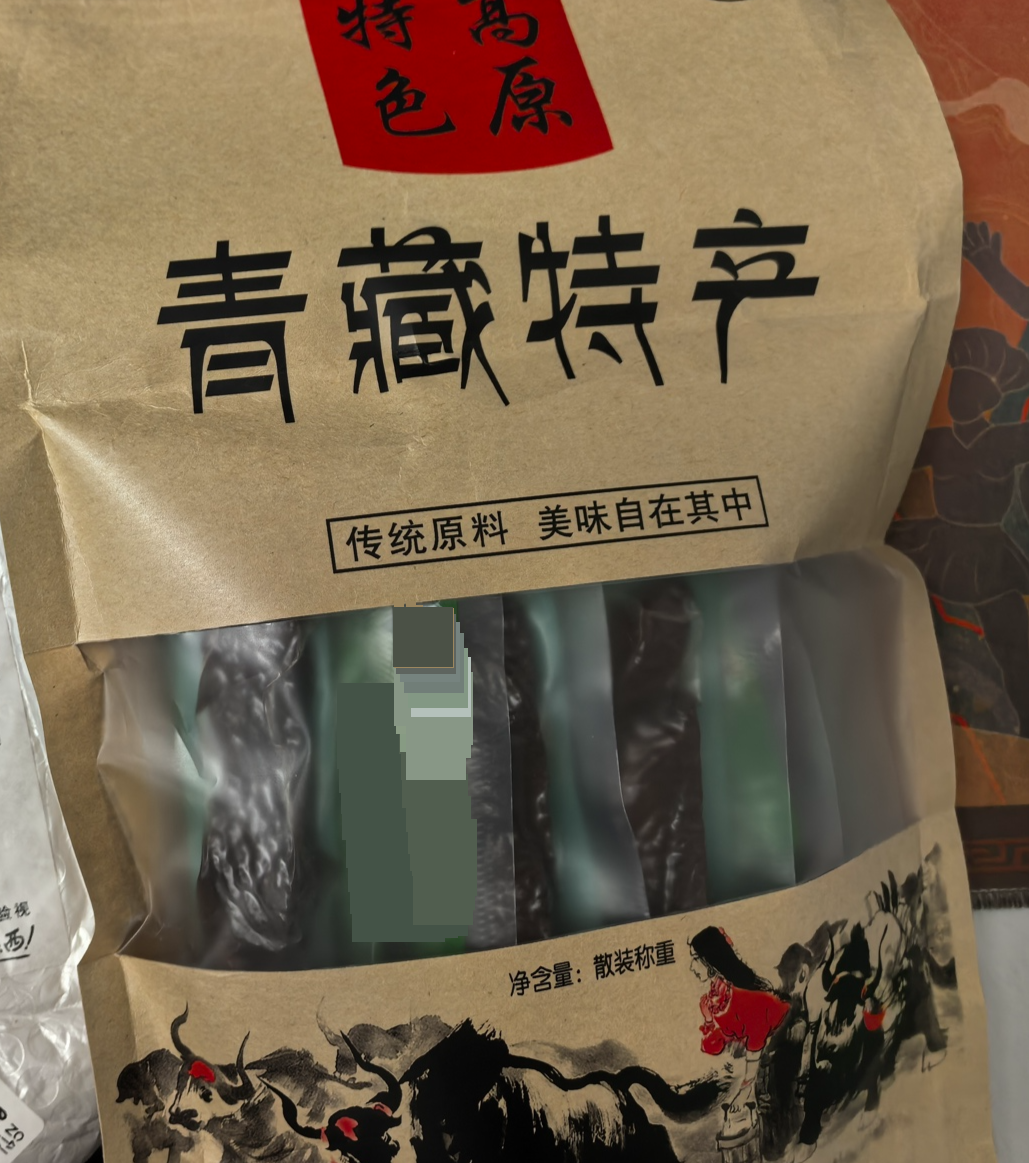 高原
特色
青藏特产
传统原料 美味自在其中
净含量：散装称重